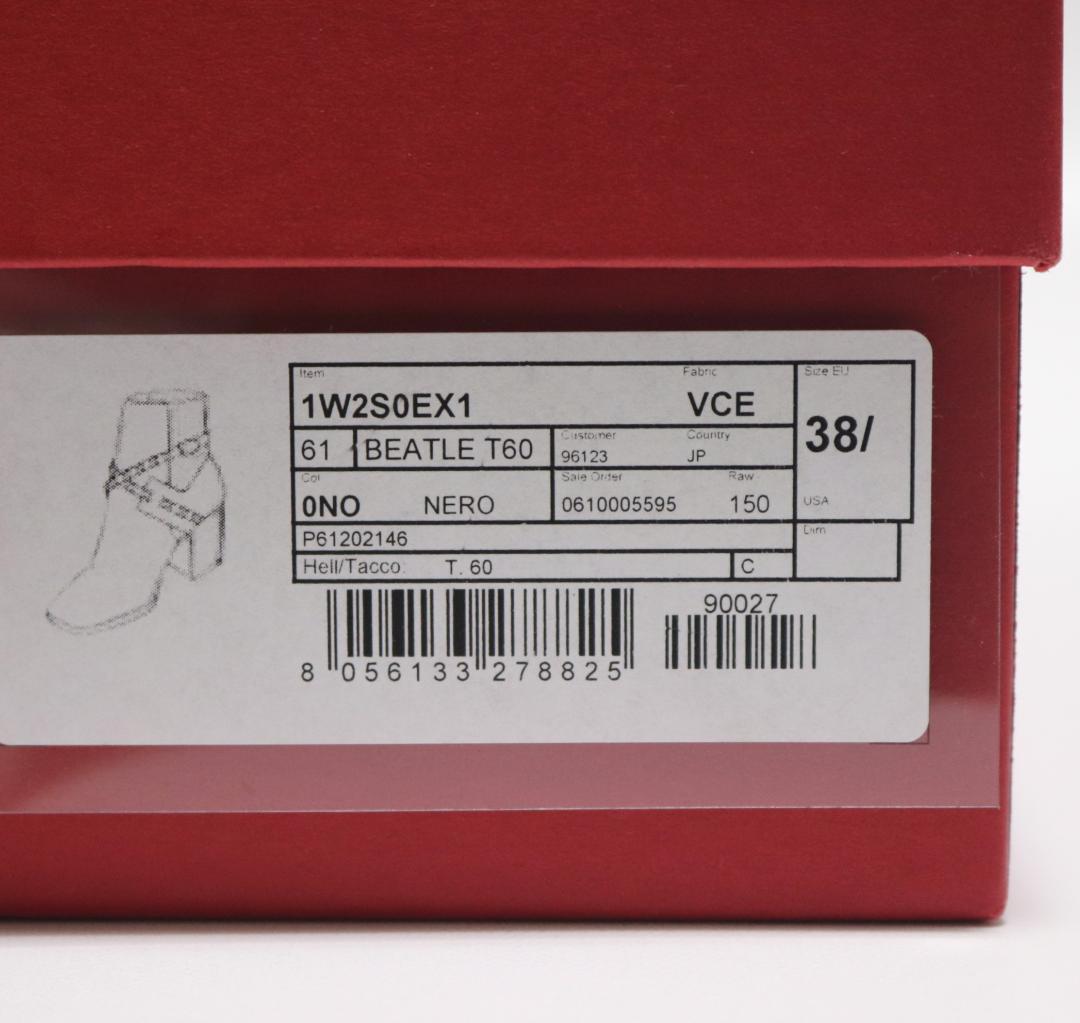 Item Fabric Size EU
1W2S0EX1 VCE
38/
61 BEATLE T60
Customer Country
96123 JP
Col Sale Order Raw
0NO NERO 0610005595 150
USA
P61202146
Dim
Hell/Tacco: T. 60 C
90027
8 056133 278825